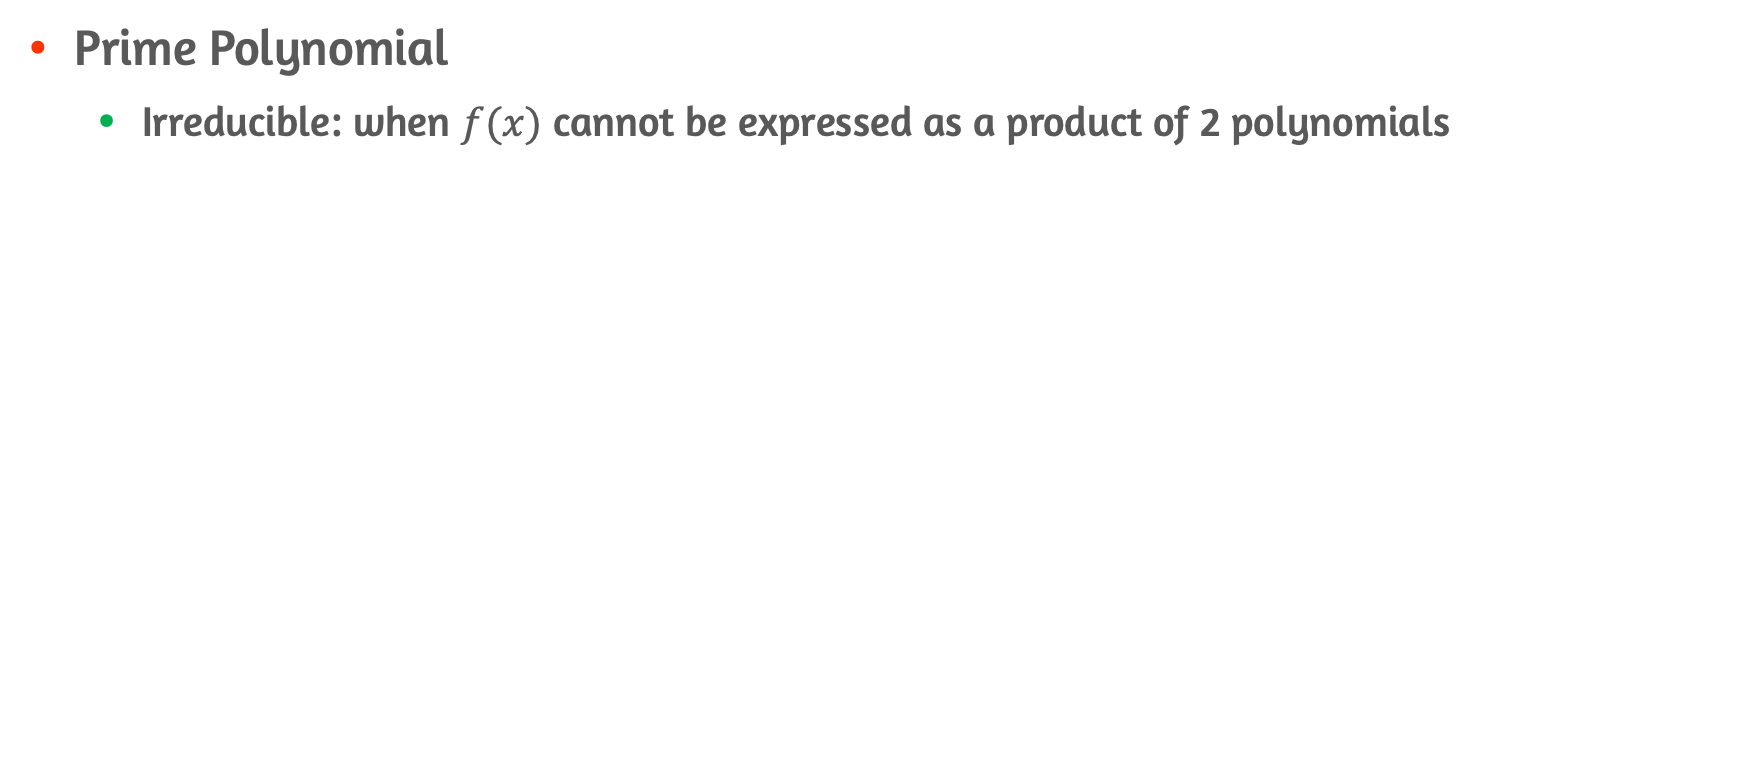 • Prime Polynomial
• Irreducible: when f(x) cannot be expressed as a product of 2 polynomials